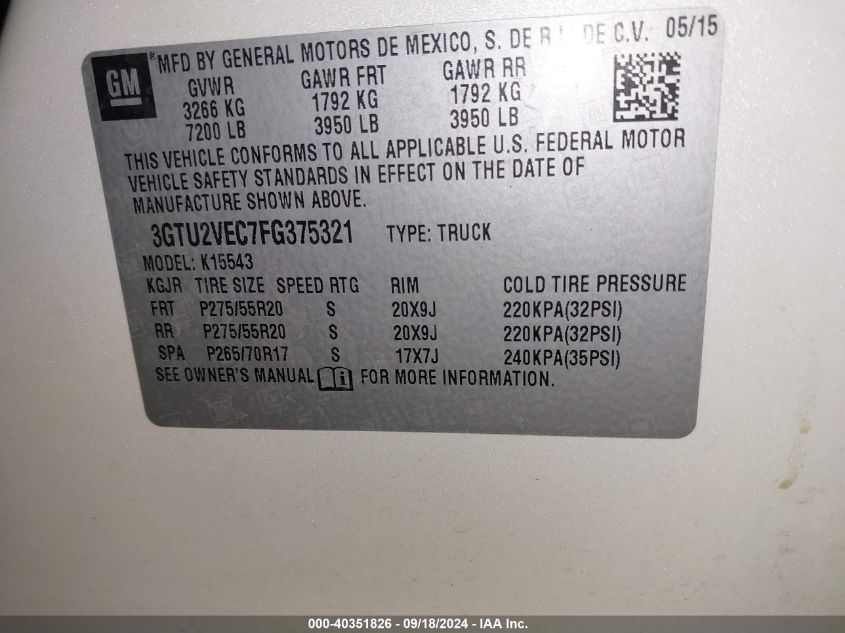 GM
® MFD BY GENERAL MOTORS DE MEXICO, S. DE R.L. DE C.V. 05/15
GVWR GAWR FRT GAWR RR
3266 KG 1792 KG 1792 KG
7200 LB 3950 LB 3950 LB
THIS VEHICLE CONFORMS TO ALL APPLICABLE U.S. FEDERAL MOTOR
VEHICLE SAFETY STANDARDS IN EFFECT ON THE DATE OF
MANUFACTURE SHOWN ABOVE.
3GTU2VEC7FG375321 TYPE: TRUCK
MODEL: K15543
KGJR TIRE SIZE SPEED RTG RIM COLD TIRE PRESSURE
FRT P275/55R20 S 20X9J 220KPA(32PSI)
RR P275/55R20 S 20X9J 220KPA(32PSI)
SPA P265/70R17 S 17X7J 240KPA(35PSI)
SEE OWNER'S MANUAL FOR MORE INFORMATION.
000-40351826 - 09/18/2024 - IAA Inc.